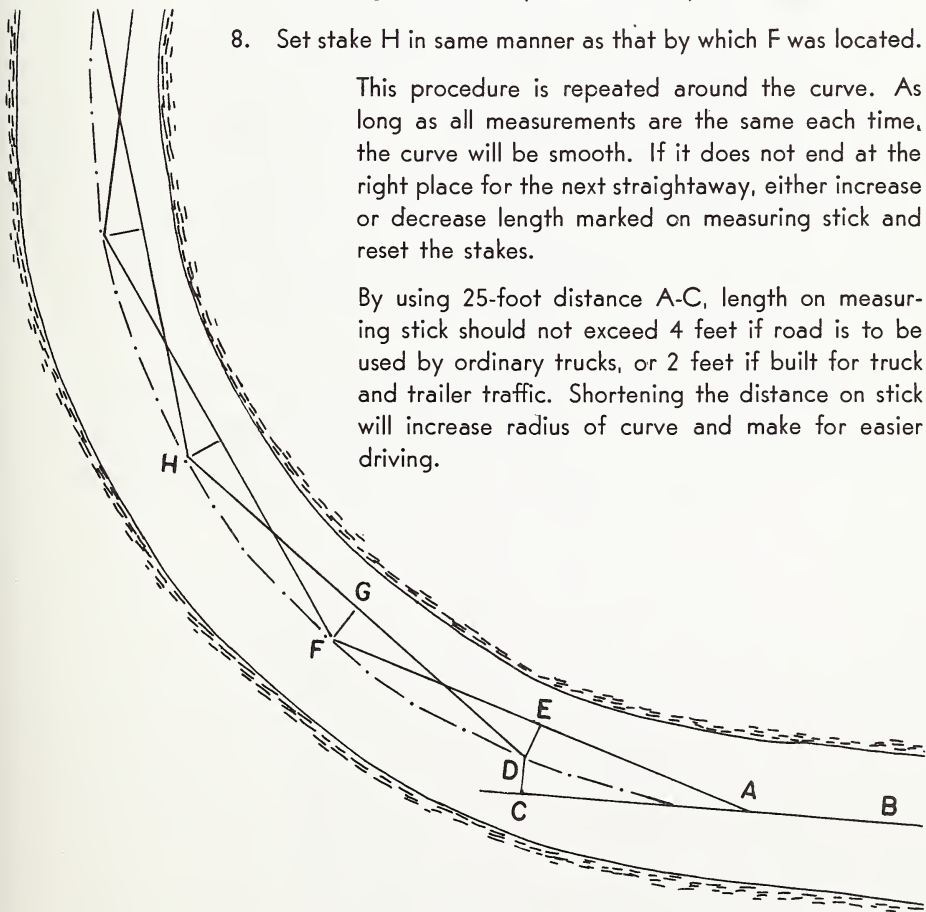 8. Set stake H in same manner as that by which F was located.
This procedure is repeated around the curve. As
long as all measurements are the same each time,
the curve will be smooth. If it does not end at the
right place for the next straightaway, either increase
or decrease length marked on measuring stick and
reset the stakes.
By using 25-foot distance A-C, length on measur-
ing stick should not exceed 4 feet if road is to be
used by ordinary trucks, or 2 feet if built for truck
and trailer traffic. Shortening the distance on stick
will increase radius of curve and make for easier
driving.
H
G
F
E
D
A
B
C